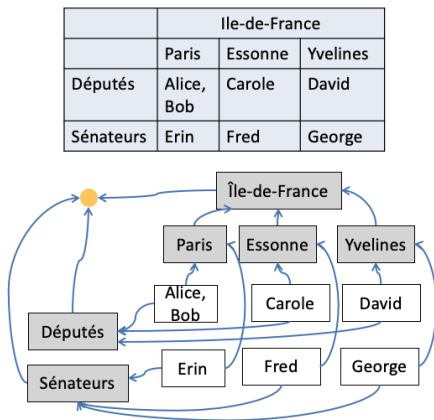 Ile-de-France
Paris Essonne Yvelines
Députés Alice, Carole David
Bob
Sénateurs Erin Fred George
Île-de-France
Paris Essonne Yvelines
Alice,
Bob
Carole David
Députés
Erin Fred George
Sénateurs